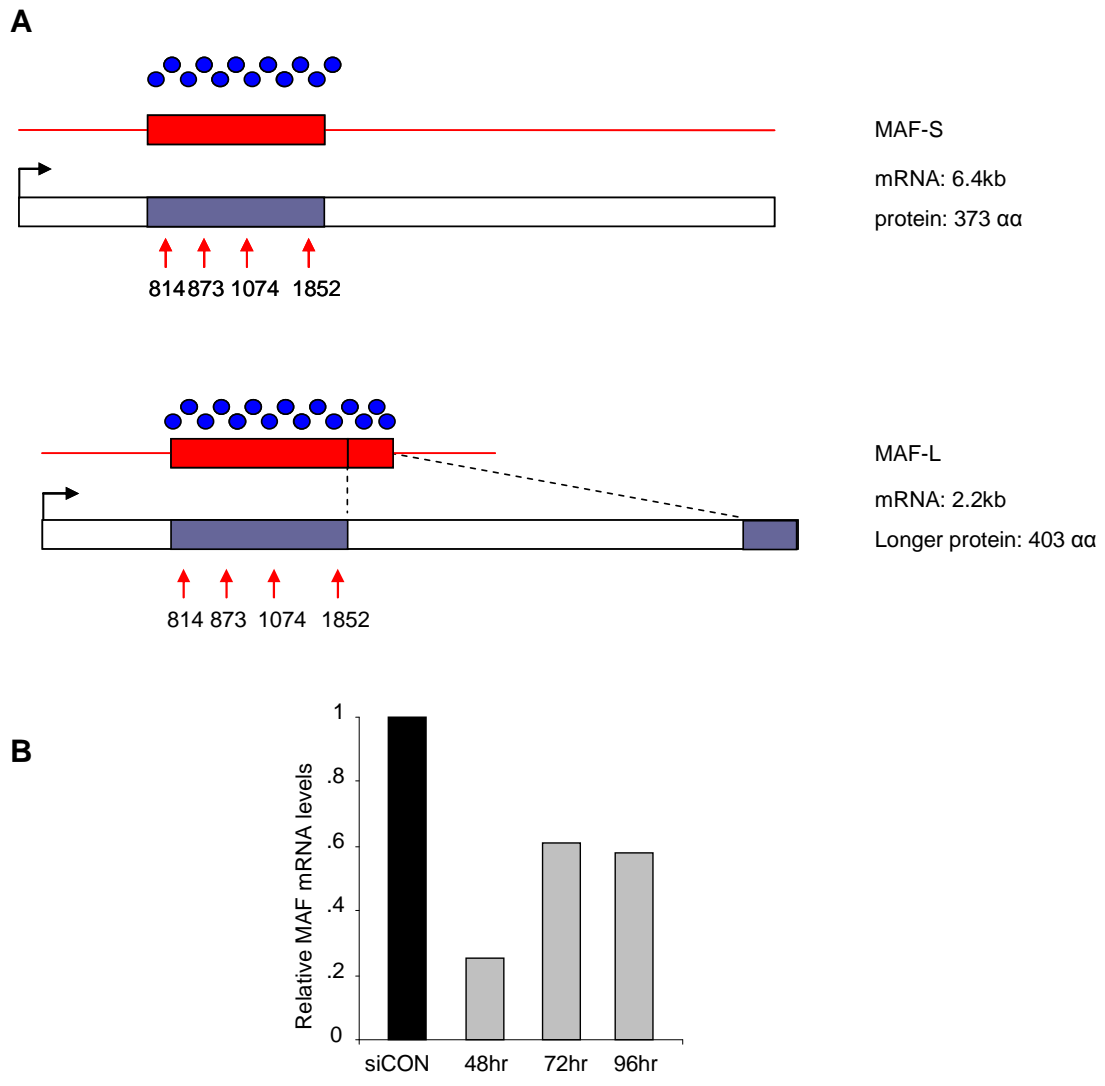 A
MAF-S
mRNA: 6.4kb
protein: 373 αα
814 873 1074 1852
MAF-L
mRNA: 2.2kb
Longer protein: 403 αα
814 873 1074 1852
B
Relative MAF mRNA levels
1
.8
.6
.4
.2
0
siCON 48hr 72hr 96hr